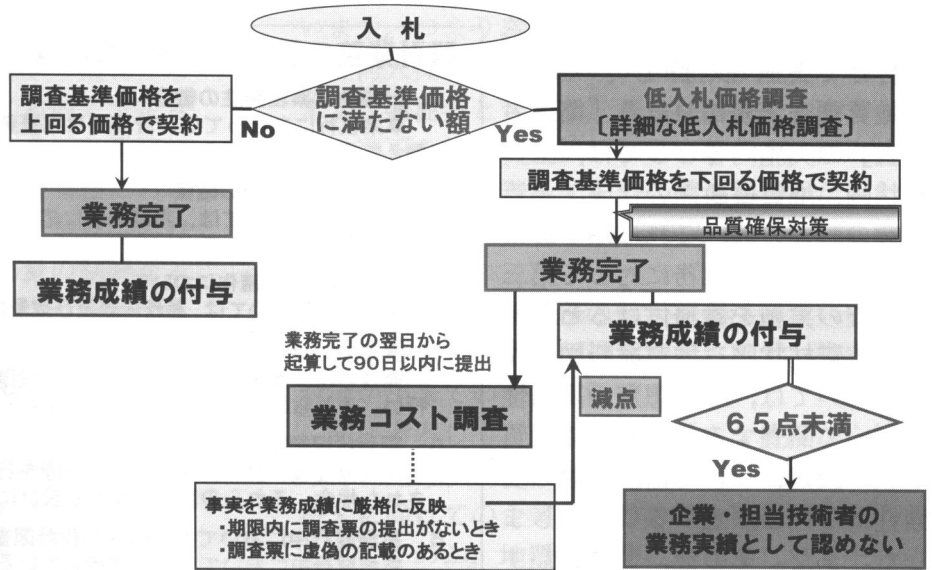 入 札
調査基準価格を
上回る価格で契約
No
調査基準価格
に満たない額
Yes
低入札価格調査
〔詳細な低入札価格調査〕
調査基準価格を下回る価格で契約
品質確保対策
業務完了
業務成績の付与
業務完了
業務成績の付与
業務完了の翌日から
起算して90日以内に提出
業務コスト調査
減点
65点未満
Yes
事実を業務成績に厳格に反映
・期限内に調査票の提出がないとき
・調査票に虚偽の記載のあるとき
企業・担当技術者の
業務実績として認めない